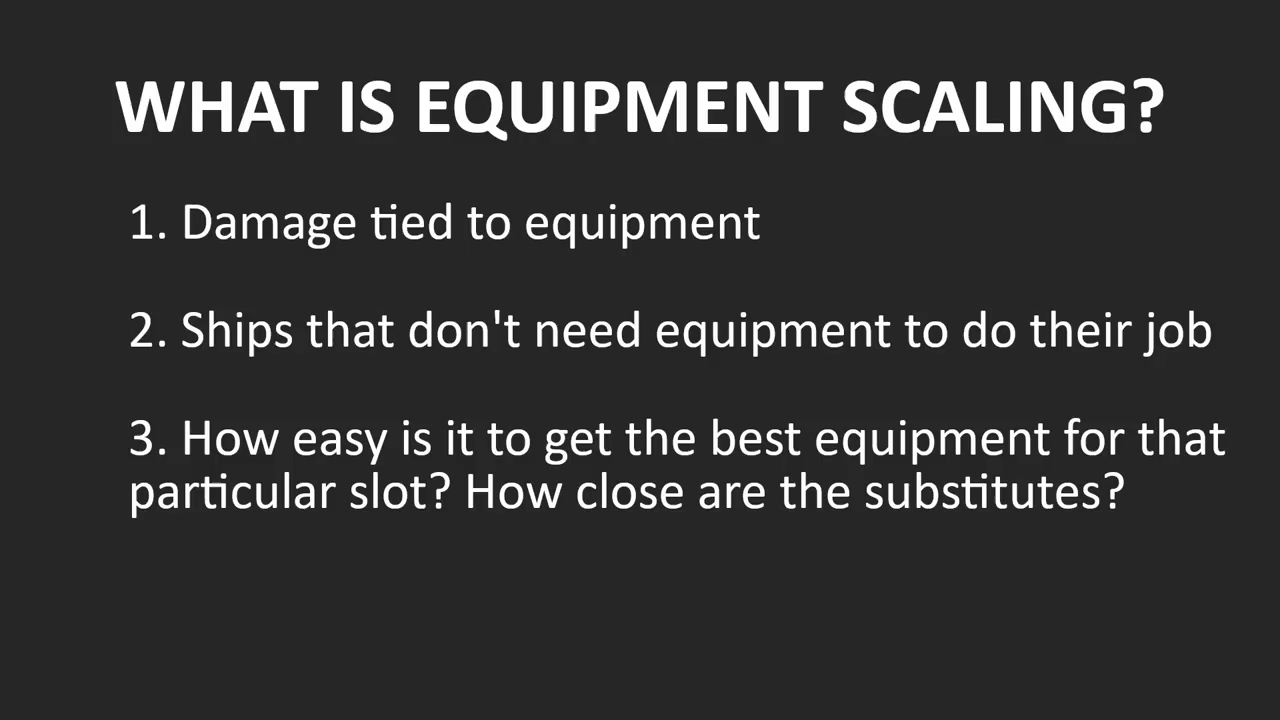 WHAT IS EQUIPMENT SCALING?
1. Damage tied to equipment
2. Ships that don't need equipment to do their job
3. How easy is it to get the best equipment for that
particular slot? How close are the substitutes?